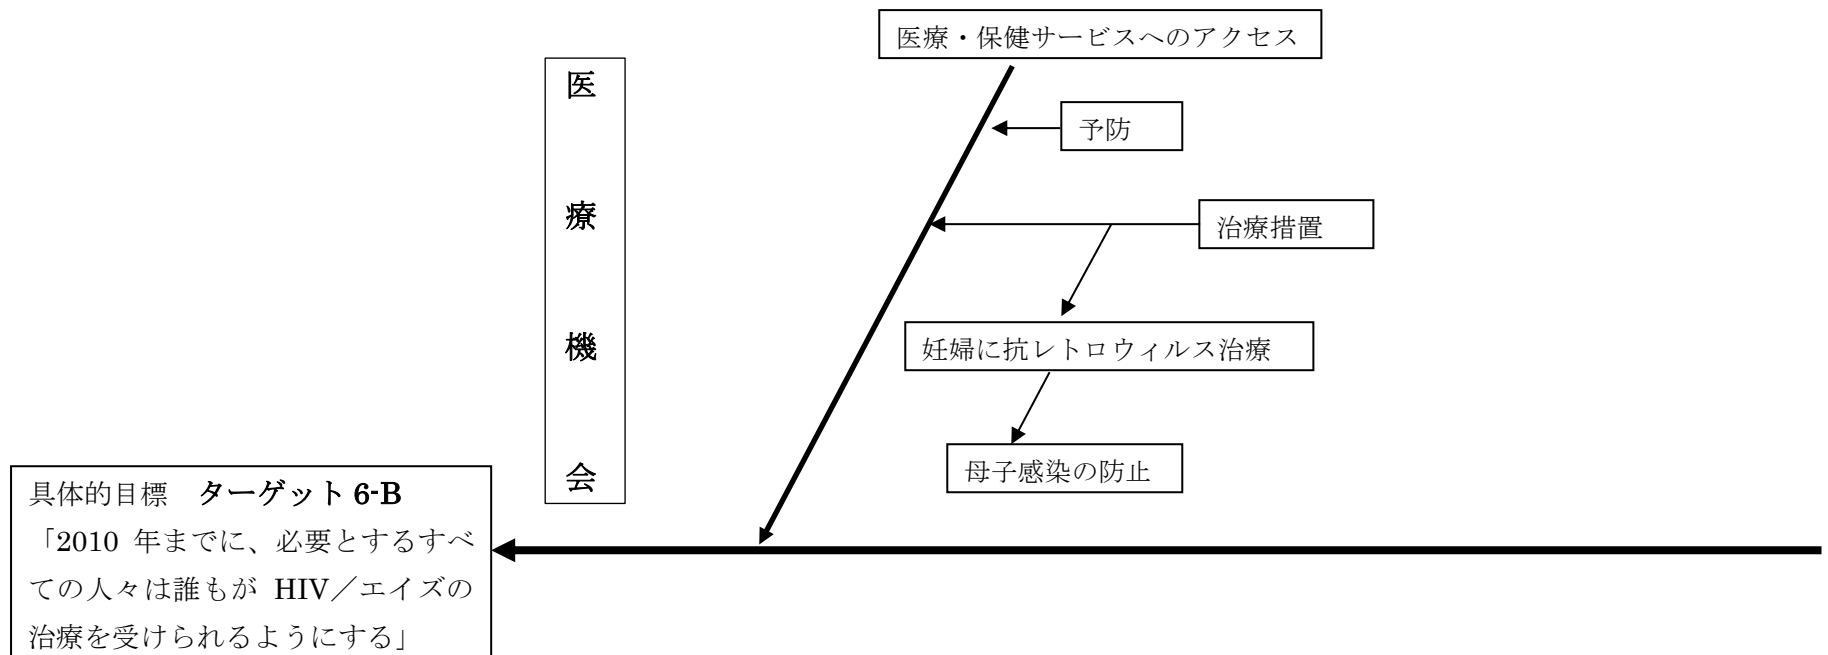 医療・保健サービスへのアクセス
医療機会
予防
治療措置
妊婦に抗レトロウィルス治療
母子感染の防止
具体的目標　ターゲット 6-B
「2010 年までに、必要とするすべ
ての人々は誰もが HIV／エイズの
治療を受けられるようにする」